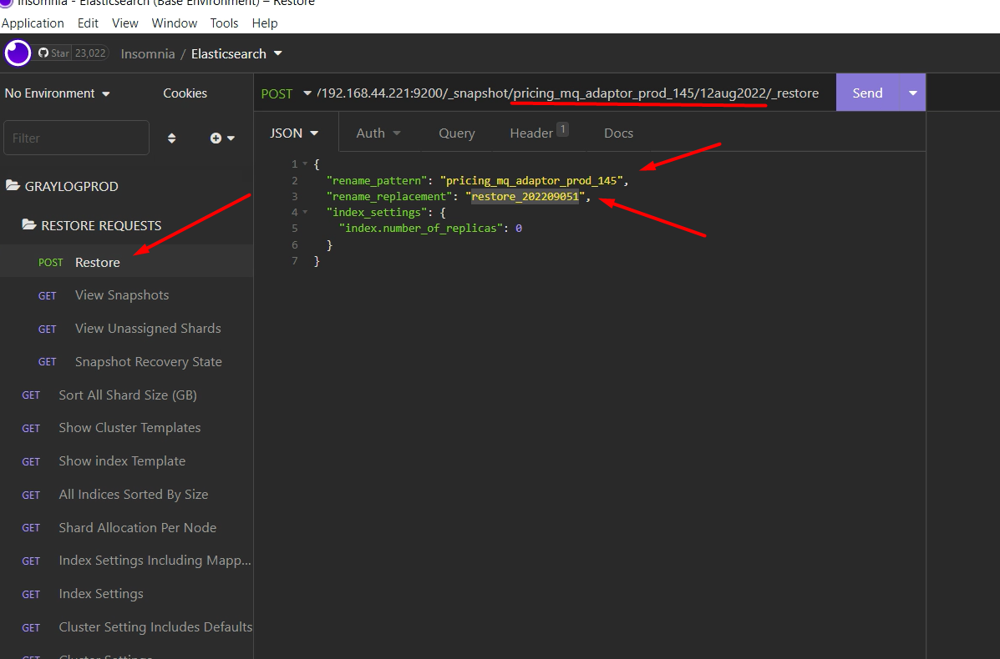 Insomnia - Elasticsearch (Base Environment) – Restore
Application Edit View Window Tools Help
Star 23,022 Insomnia / Elasticsearch
No Environment Cookies
POST /192.168.44.221:9200/_snapshot/pricing_mq_adaptor_prod_145/12aug2022/_restore Send
Filter
JSON Auth Query Header 1 Docs
GRAYLOGPROD
RESTORE REQUESTS
POST Restore
GET View Snapshots
GET View Unassigned Shards
GET Snapshot Recovery State
GET Sort All Shard Size (GB)
GET Show Cluster Templates
GET Show index Template
GET All Indices Sorted By Size
GET Shard Allocation Per Node
GET Index Settings Including Mapp...
GET Index Settings
GET Cluster Setting Includes Defaults
GET Cluster Settings
1 {
2 "rename_pattern": "pricing_mq_adaptor_prod_145",
3 "rename_replacement": "restore_202209051",
4 "index_settings": {
5 "index.number_of_replicas": 0
6 }
7 }